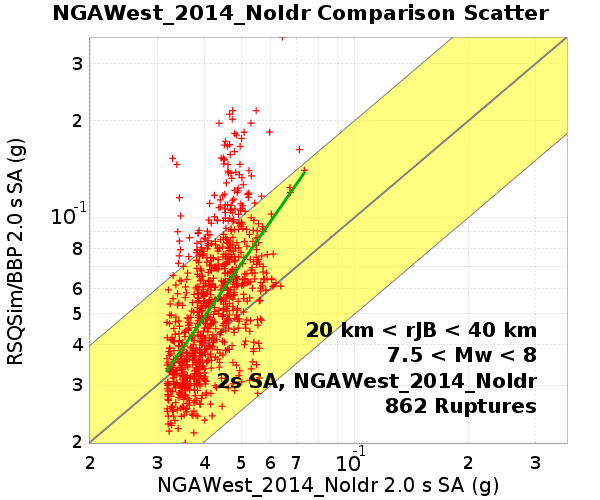 NGAWest_2014_NoIdr Comparison Scatter
RSQSim/BBP 2.0 s SA (g)
3
2
10-1
8
6
5
4
3
2
20 km < rJB < 40 km
7.5 < Mw < 8
2s SA, NGAWest_2014_NoIdr
862 Ruptures
2 3 4 5 6 7 10-1 2 3
NGAWest_2014_NoIdr 2.0 s SA (g)